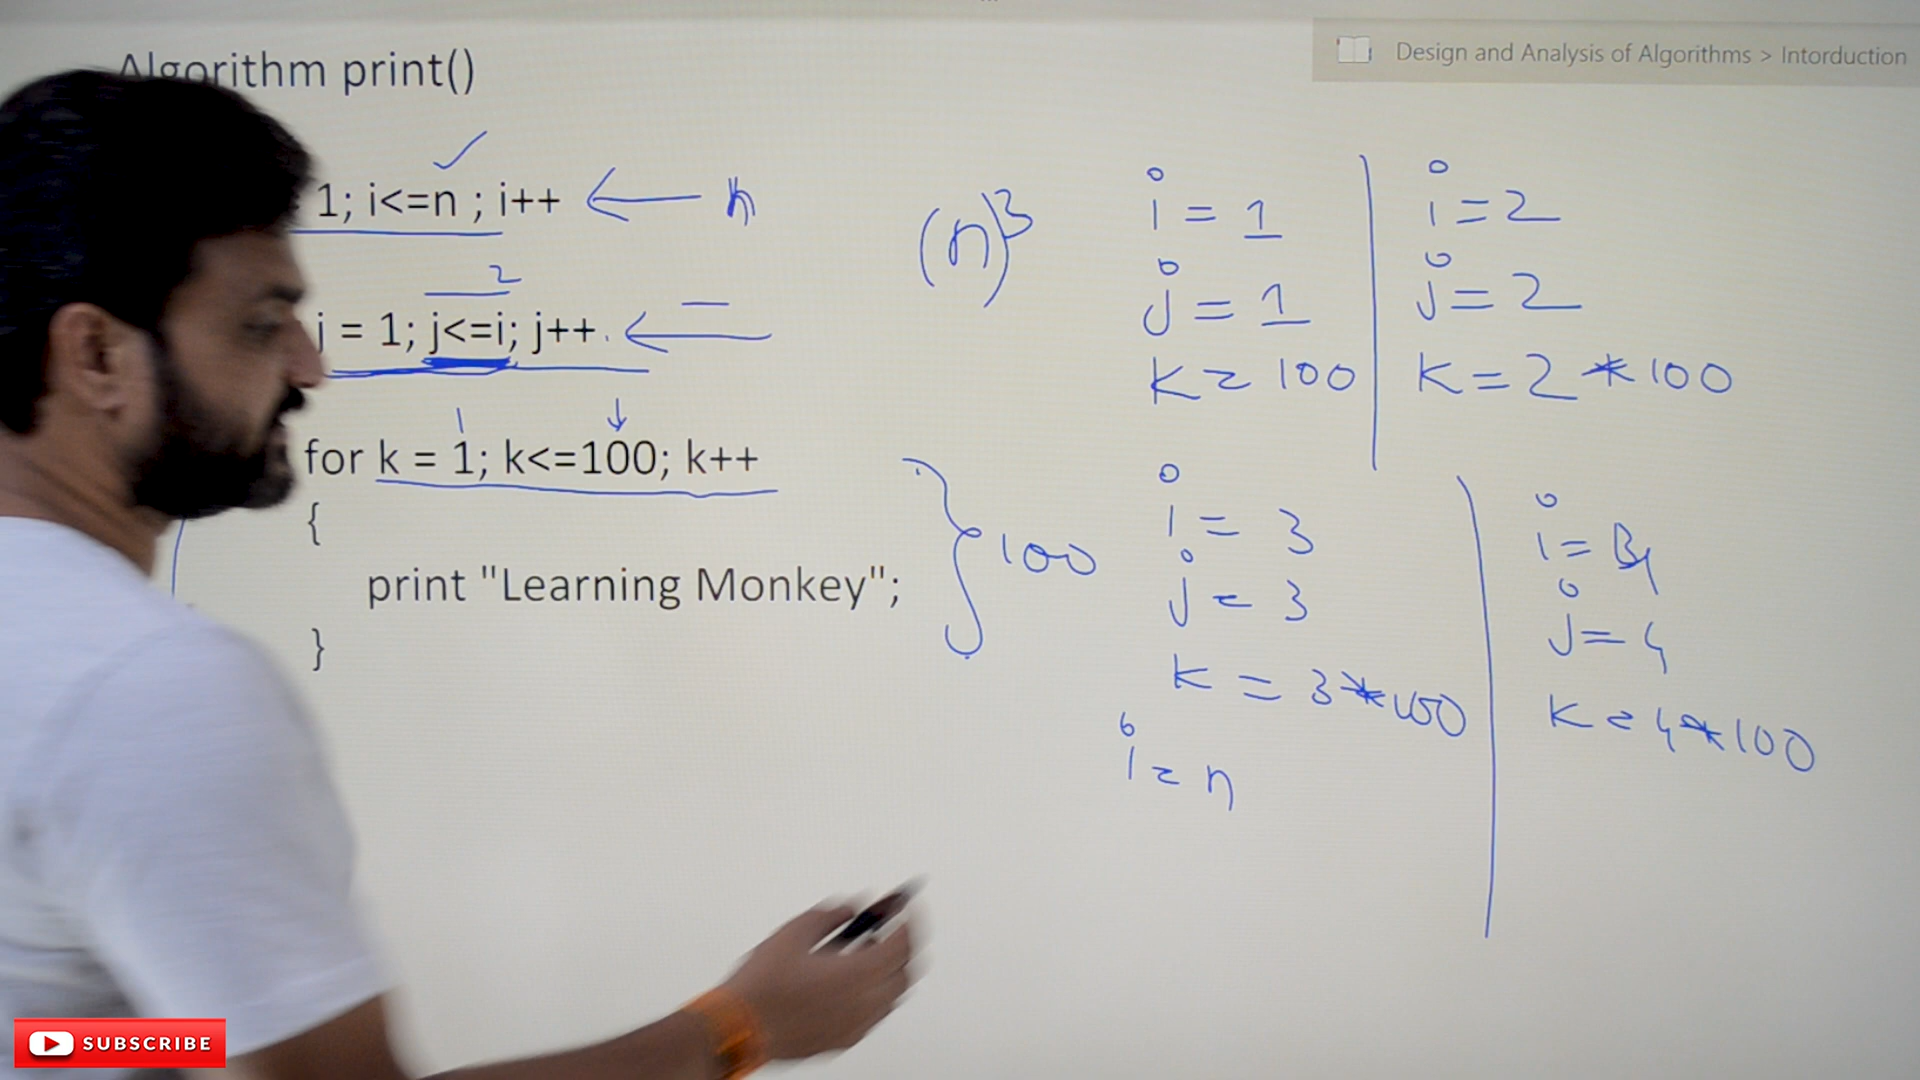 Algorithm print()
Design and Analysis of Algorithms > Intorduction
1; i<=n ; i++
n
(n)3
2
j = 1; j<=i; j++
for k = 1; k<=100; k++
{
print "Learning Monkey";
}
100
i = 1
j = 1
k = 100
i = 2
j = 2
k = 2 * 100
i = 3
j = 3
k = 3 * 100
i = n
i = 4
j = 4
k = 4 * 100
SUBSCRIBE